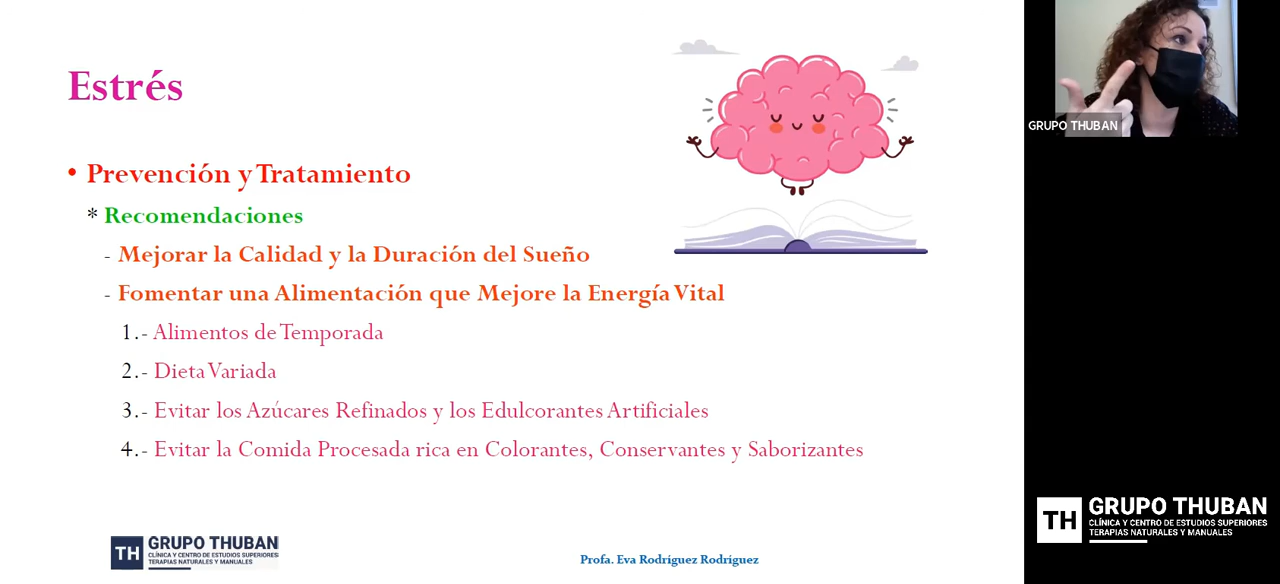 Estrés
• Prevención y Tratamiento
* Recomendaciones
- Mejorar la Calidad y la Duración del Sueño
- Fomentar una Alimentación que Mejore la Energía Vital
1.- Alimentos de Temporada
2.- Dieta Variada
3.- Evitar los Azúcares Refinados y los Edulcorantes Artificiales
4.- Evitar la Comida Procesada rica en Colorantes, Conservantes y Saborizantes
TH GRUPO THUBAN
CLÍNICA Y CENTRO DE ESTUDIOS SUPERIORES
TERAPIAS NATURALES Y MANUALES
Profa. Eva Rodríguez Rodríguez
GRUPO THUBAN
TH GRUPO THUBAN
CLÍNICA Y CENTRO DE ESTUDIOS SUPERIORES
TERAPIAS NATURALES Y MANUALES